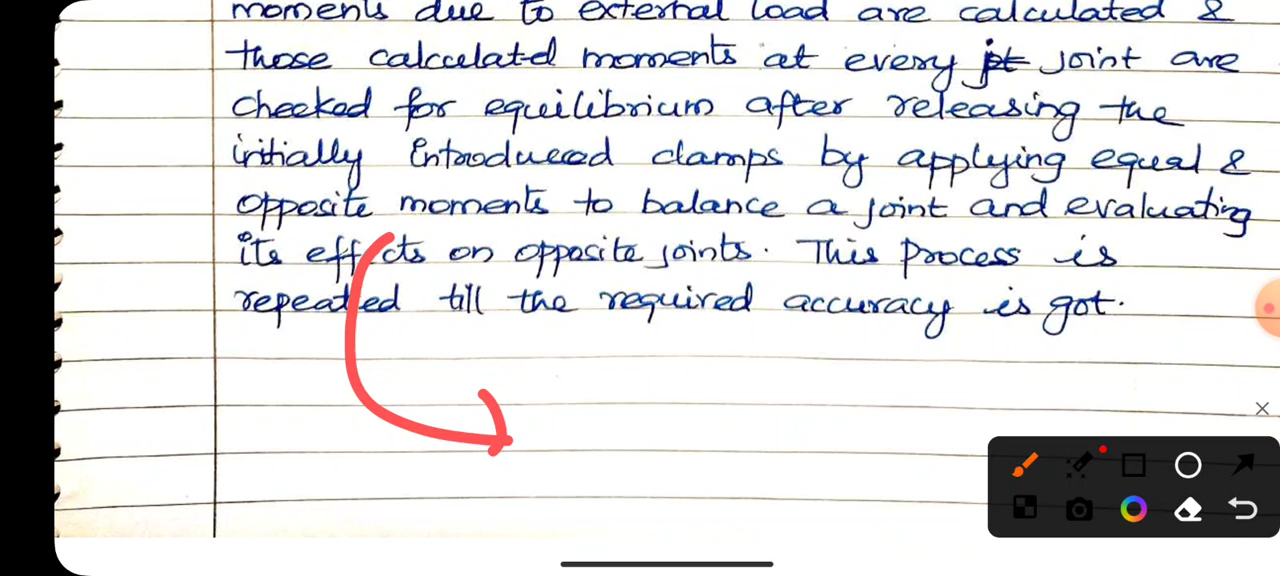 moments due to external load are calculated &
those calculated moments at every jt joint are
checked for equilibrium after releasing the
initially introduced clamps by applying equal &
opposite moments to balance a joint and evaluating
its effects on opposite joints. This process is
repeated till the required accuracy is got.